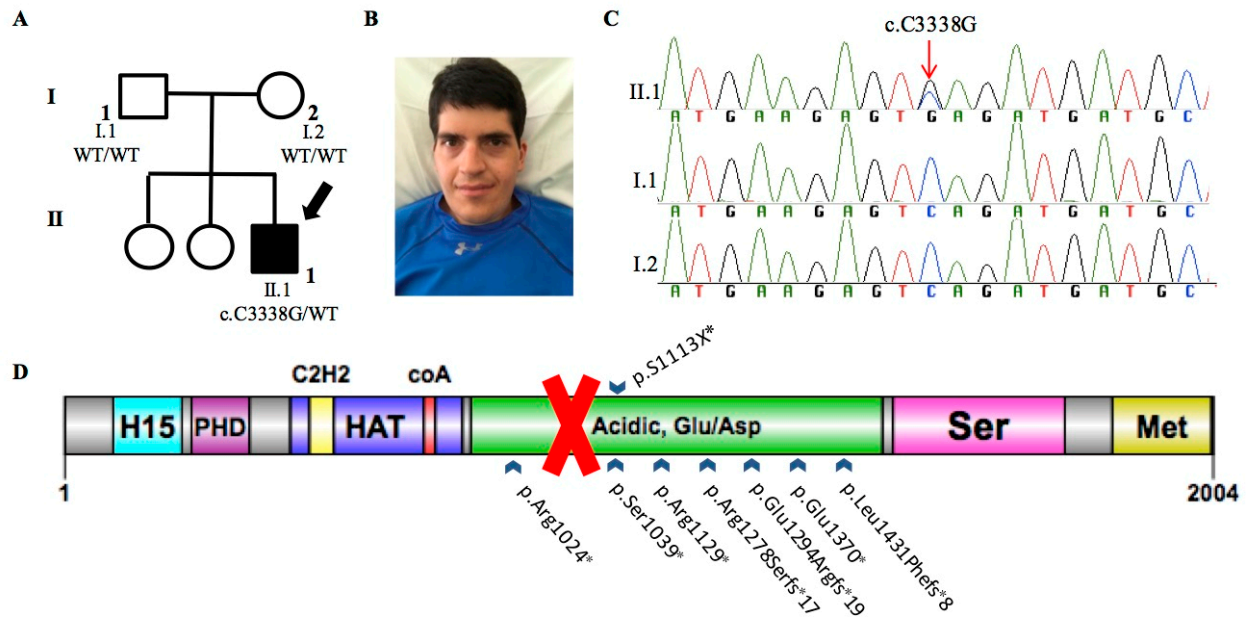 A
B
C
c.C3338G
I
1
I.1
WT/WT
2
I.2
WT/WT
II
1
II.1
c.C3338G/WT
II.1
A T G A A G A G T G A G A T G A T G C
I.1
A T G A A G A G T C A G A T G A T G C
I.2
A T G A A G A G T C A G A T G A T G C
D
p.S1113X*
C2H2
coA
H15
PHD
HAT
Acidic, Glu/Asp
Ser
Met
1
2004
p.Arg1024*
p.Ser1039*
p.Arg1129*
p.Arg1278Serfs*17
p.Glu1294Argfs*19
p.Glu1370*
p.Leu1431Phefs*8